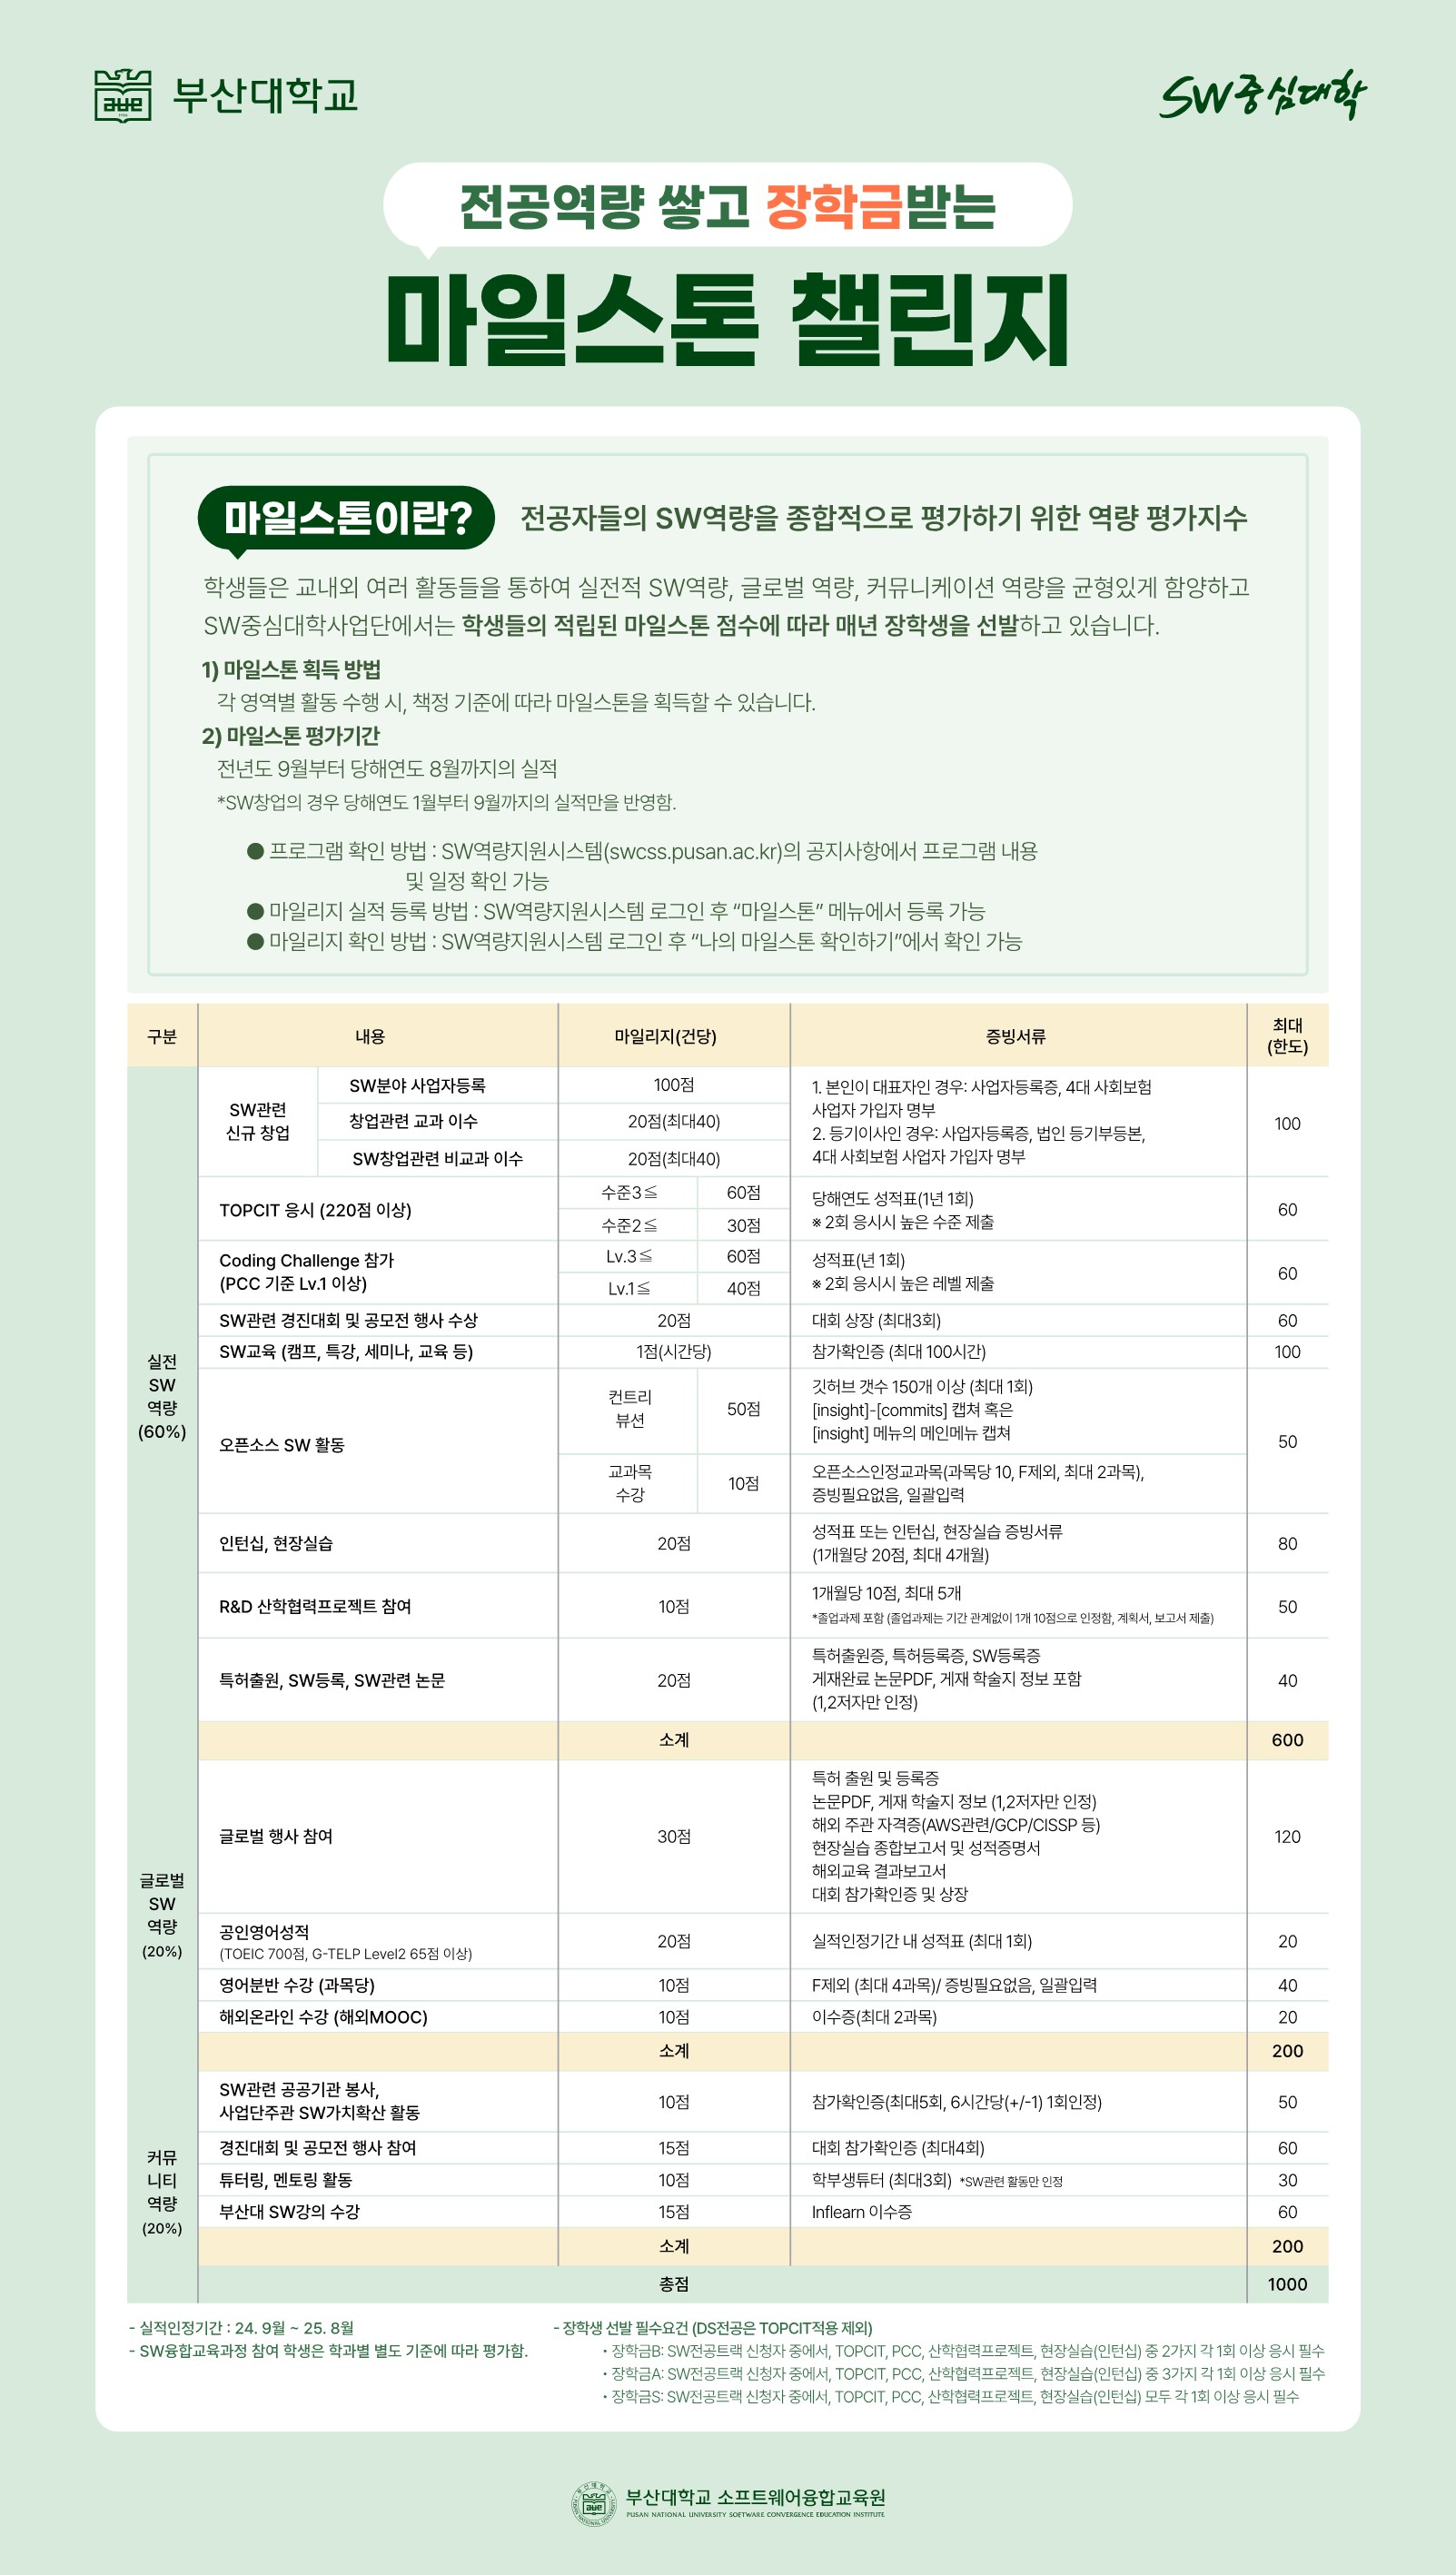 부산대학교
SW중심대학
전공역량 쌓고 장학금받는
마일스톤 챌린지
마일스톤이란?
전공자들의 SW역량을 종합적으로 평가하기 위한 역량 평가지수
학생들은 교내외 여러 활동들을 통하여 실전적 SW역량, 글로벌 역량, 커뮤니케이션 역량을 균형있게 함양하고
SW중심대학사업단에서는 학생들의 적립된 마일스톤 점수에 따라 매년 장학생을 선발하고 있습니다.
1) 마일스톤 획득 방법
각 영역별 활동 수행 시, 책정 기준에 따라 마일스톤을 획득할 수 있습니다.
2) 마일스톤 평가기간
전년도 9월부터 당해연도 8월까지의 실적
*SW창업의 경우 당해연도 1월부터 9월까지의 실적만을 반영함.
● 프로그램 확인 방법 : SW역량지원시스템(swcss.pusan.ac.kr)의 공지사항에서 프로그램 내용
및 일정 확인 가능
● 마일리지 실적 등록 방법 : SW역량지원시스템 로그인 후 “마일스톤” 메뉴에서 등록 가능
● 마일리지 확인 방법 : SW역량지원시스템 로그인 후 “나의 마일스톤 확인하기”에서 확인 가능
구분 내용 마일리지(건당) 증빙서류 최대
(한도)
실전
SW
역량
(60%)
SW관련
신규 창업
SW분야 사업자등록 100점
창업관련 교과 이수 20점(최대40)
SW창업관련 비교과 이수 20점(최대40)
1. 본인이 대표자인 경우: 사업자등록증, 4대 사회보험
사업자 가입자 명부
2. 등기이사인 경우: 사업자등록증, 법인 등기부등본,
4대 사회보험 사업자 가입자 명부
100
TOPCIT 응시 (220점 이상)
수준3≦ 60점
수준2≦ 30점
당해연도 성적표(1년 1회)
※ 2회 응시시 높은 수준 제출
60
Coding Challenge 참가
(PCC 기준 Lv.1 이상)
Lv.3≦ 60점
Lv.1≦ 40점
성적표(년 1회)
※ 2회 응시시 높은 레벨 제출
60
SW관련 경진대회 및 공모전 행사 수상 20점 대회 상장 (최대3회) 60
SW교육 (캠프, 특강, 세미나, 교육 등) 1점(시간당) 참가확인증 (최대 100시간) 100
오픈소스 SW 활동
컨트리
뷰션
50점
깃허브 갯수 150개 이상 (최대 1회)
[insight]-[commits] 캡쳐 혹은
[insight] 메뉴의 메인메뉴 캡쳐
교과목
수강
10점
오픈소스인정교과목(과목당 10, F제외, 최대 2과목),
증빙필요없음, 일괄입력
50
인턴십, 현장실습 20점
성적표 또는 인턴십, 현장실습 증빙서류
(1개월당 20점, 최대 4개월)
80
R&D 산학협력프로젝트 참여 10점
1개월당 10점, 최대 5개
*졸업과제 포함 (졸업과제는 기간 관계없이 1개 10점으로 인정함, 계획서, 보고서 제출)
50
특허출원, SW등록, SW관련 논문 20점
특허출원증, 특허등록증, SW등록증
게재완료 논문PDF, 게재 학술지 정보 포함
(1,2저자만 인정)
40
소계 600
글로벌
SW
역량
(20%)
글로벌 행사 참여 30점
특허 출원 및 등록증
논문PDF, 게재 학술지 정보 (1,2저자만 인정)
해외 주관 자격증(AWS관련/GCP/CISSP 등)
현장실습 종합보고서 및 성적증명서
해외교육 결과보고서
대회 참가확인증 및 상장
120
공인영어성적
(TOEIC 700점, G-TELP Level2 65점 이상)
20점 실적인정기간 내 성적표 (최대 1회) 20
영어분반 수강 (과목당) 10점 F제외 (최대 4과목)/ 증빙필요없음, 일괄입력 40
해외온라인 수강 (해외MOOC) 10점 이수증(최대 2과목) 20
소계 200
커뮤
니티
역량
(20%)
SW관련 공공기관 봉사,
사업단주관 SW가치확산 활동
10점 참가확인증(최대5회, 6시간당(+/-1) 1회인정) 50
경진대회 및 공모전 행사 참여 15점 대회 참가확인증 (최대4회) 60
튜터링, 멘토링 활동 10점 학부생튜터 (최대3회) *SW관련 활동만 인정 30
부산대 SW강의 수강 15점 Inflearn 이수증 60
소계 200
총점 1000
- 실적인정기간 : 24. 9월 ~ 25. 8월
- SW융합교육과정 참여 학생은 학과별 별도 기준에 따라 평가함.
- 장학생 선발 필수요건 (DS전공은 TOPCIT적용 제외)
• 장학금B: SW전공트랙 신청자 중에서, TOPCIT, PCC, 산학협력프로젝트, 현장실습(인턴십) 중 2가지 각 1회 이상 응시 필수
• 장학금A: SW전공트랙 신청자 중에서, TOPCIT, PCC, 산학협력프로젝트, 현장실습(인턴십) 중 3가지 각 1회 이상 응시 필수
• 장학금S: SW전공트랙 신청자 중에서, TOPCIT, PCC, 산학협력프로젝트, 현장실습(인턴십) 모두 각 1회 이상 응시 필수
부산대학교 소프트웨어융합교육원
PUSAN NATIONAL UNIVERSITY SOFTWARE CONVERGENCE EDUCATION INSTITUTE